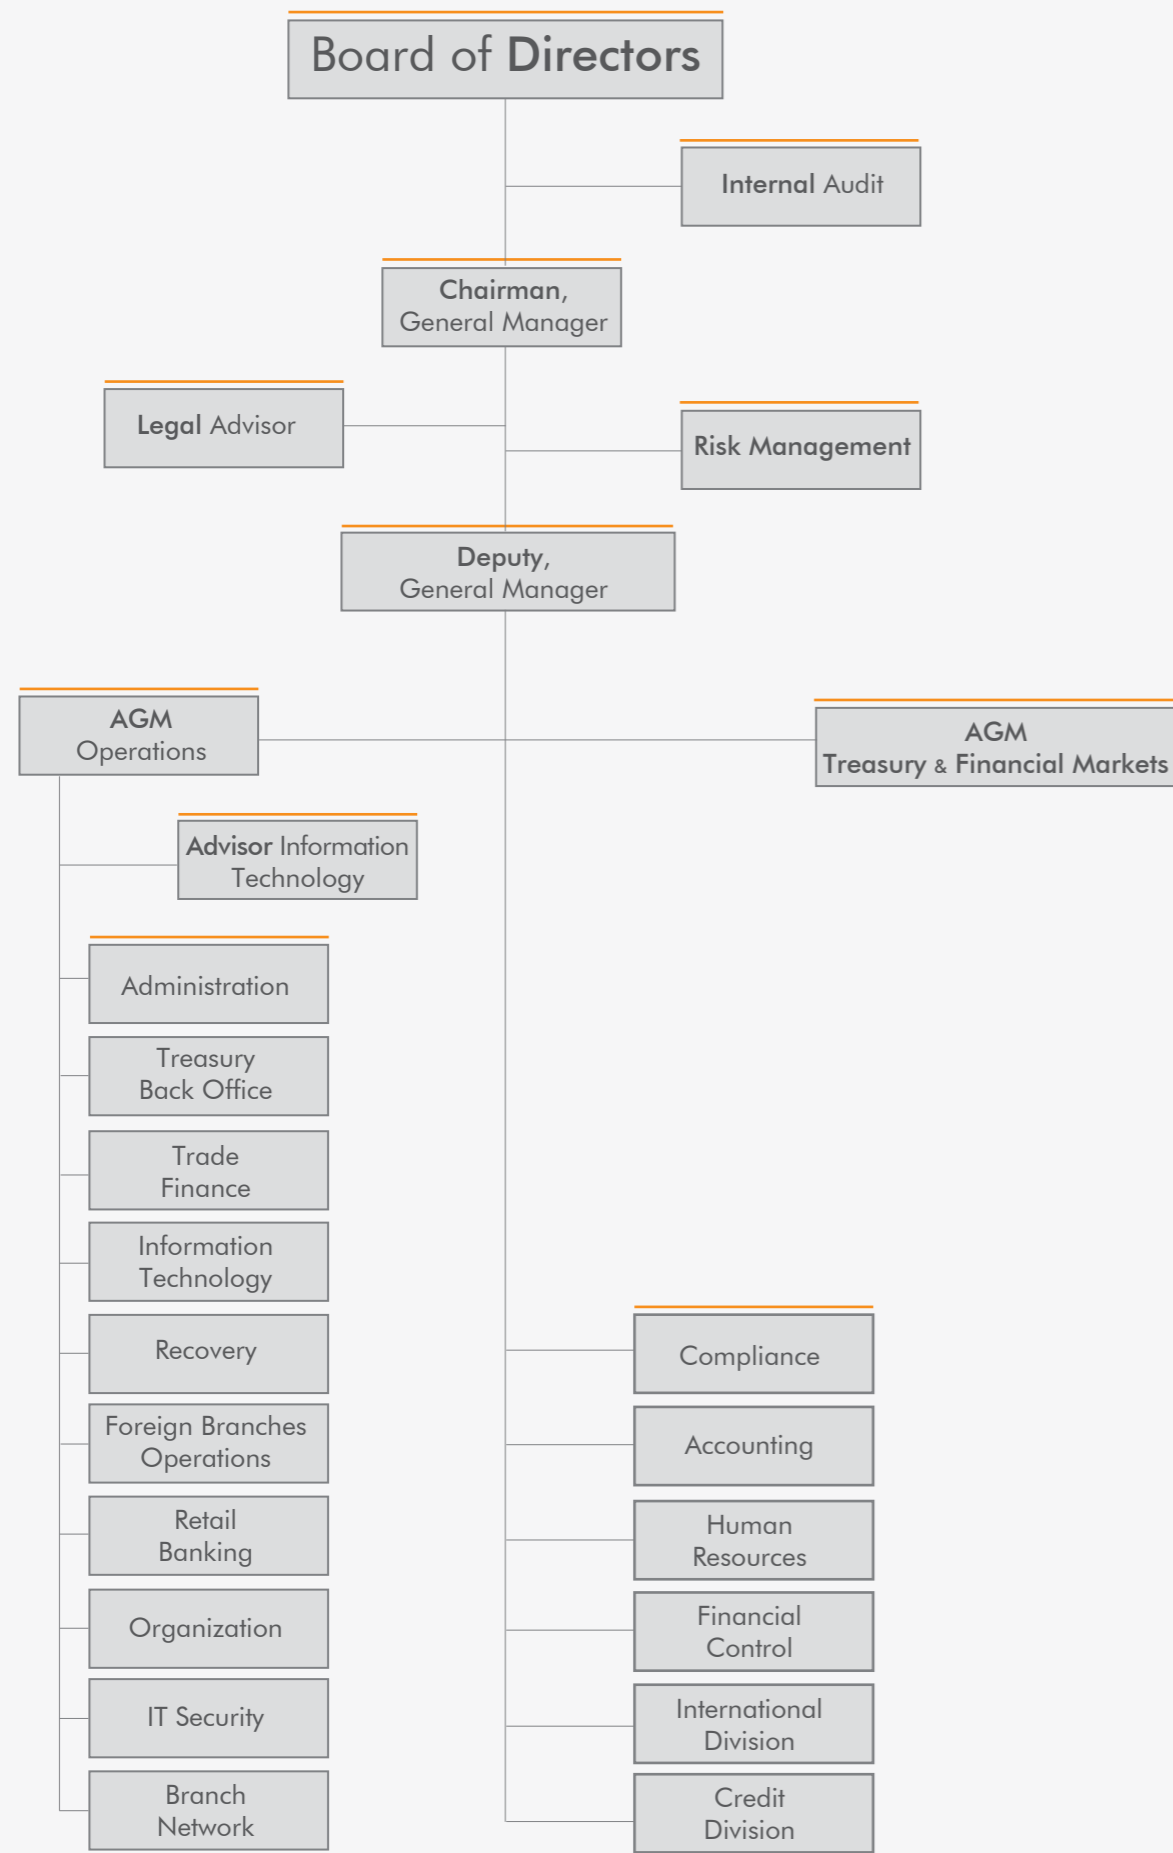 Board of Directors
Internal Audit
Chairman,
General Manager
Legal Advisor
Risk Management
Deputy,
General Manager
AGM
Operations
AGM
Treasury & Financial Markets
Advisor Information
Technology
Administration
Treasury
Back Office
Trade
Finance
Information
Technology
Recovery
Foreign Branches
Operations
Retail
Banking
Organization
IT Security
Branch
Network
Compliance
Accounting
Human
Resources
Financial
Control
International
Division
Credit
Division